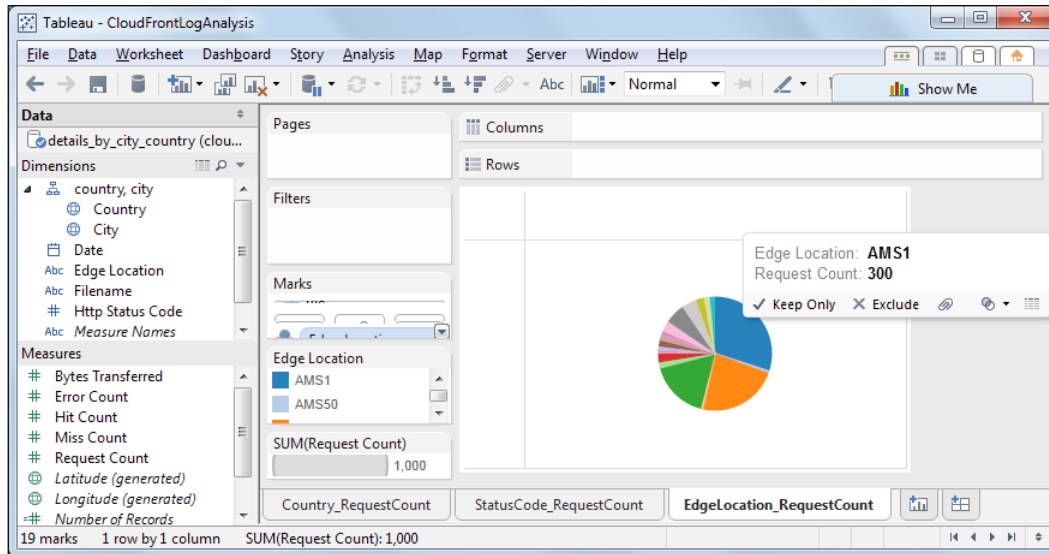 Tableau - CloudFrontLogAnalysis
File Data Worksheet Dashboard Story Analysis Map Format Server Window Help
Abc Normal Show Me
Data
details_by_city_country (clou...
Dimensions
country, city
Country
City
Date
Abc Edge Location
Abc Filename
# Http Status Code
Abc Measure Names
Measures
# Bytes Transferred
# Error Count
# Hit Count
# Miss Count
# Request Count
Latitude (generated)
Longitude (generated)
=# Number of Records
Pages
Filters
Marks
Edge Location
AMS1
AMS50
SUM(Request Count)
1,000
Columns
Rows
Edge Location: AMS1
Request Count: 300
Keep Only Exclude
Country_RequestCount StatusCode_RequestCount EdgeLocation_RequestCount
19 marks 1 row by 1 column SUM(Request Count): 1,000